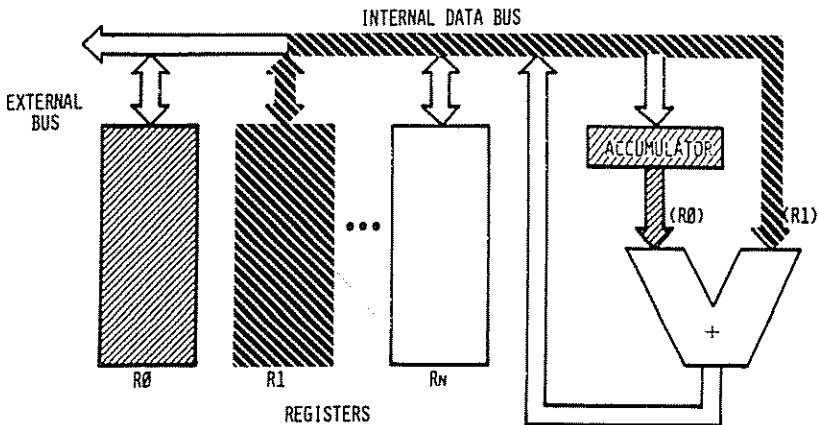 INTERNAL DATA BUS
EXTERNAL
BUS
ACCUMULATOR
(RØ)
(R1)
+
RØ
R1
RN
REGISTERS